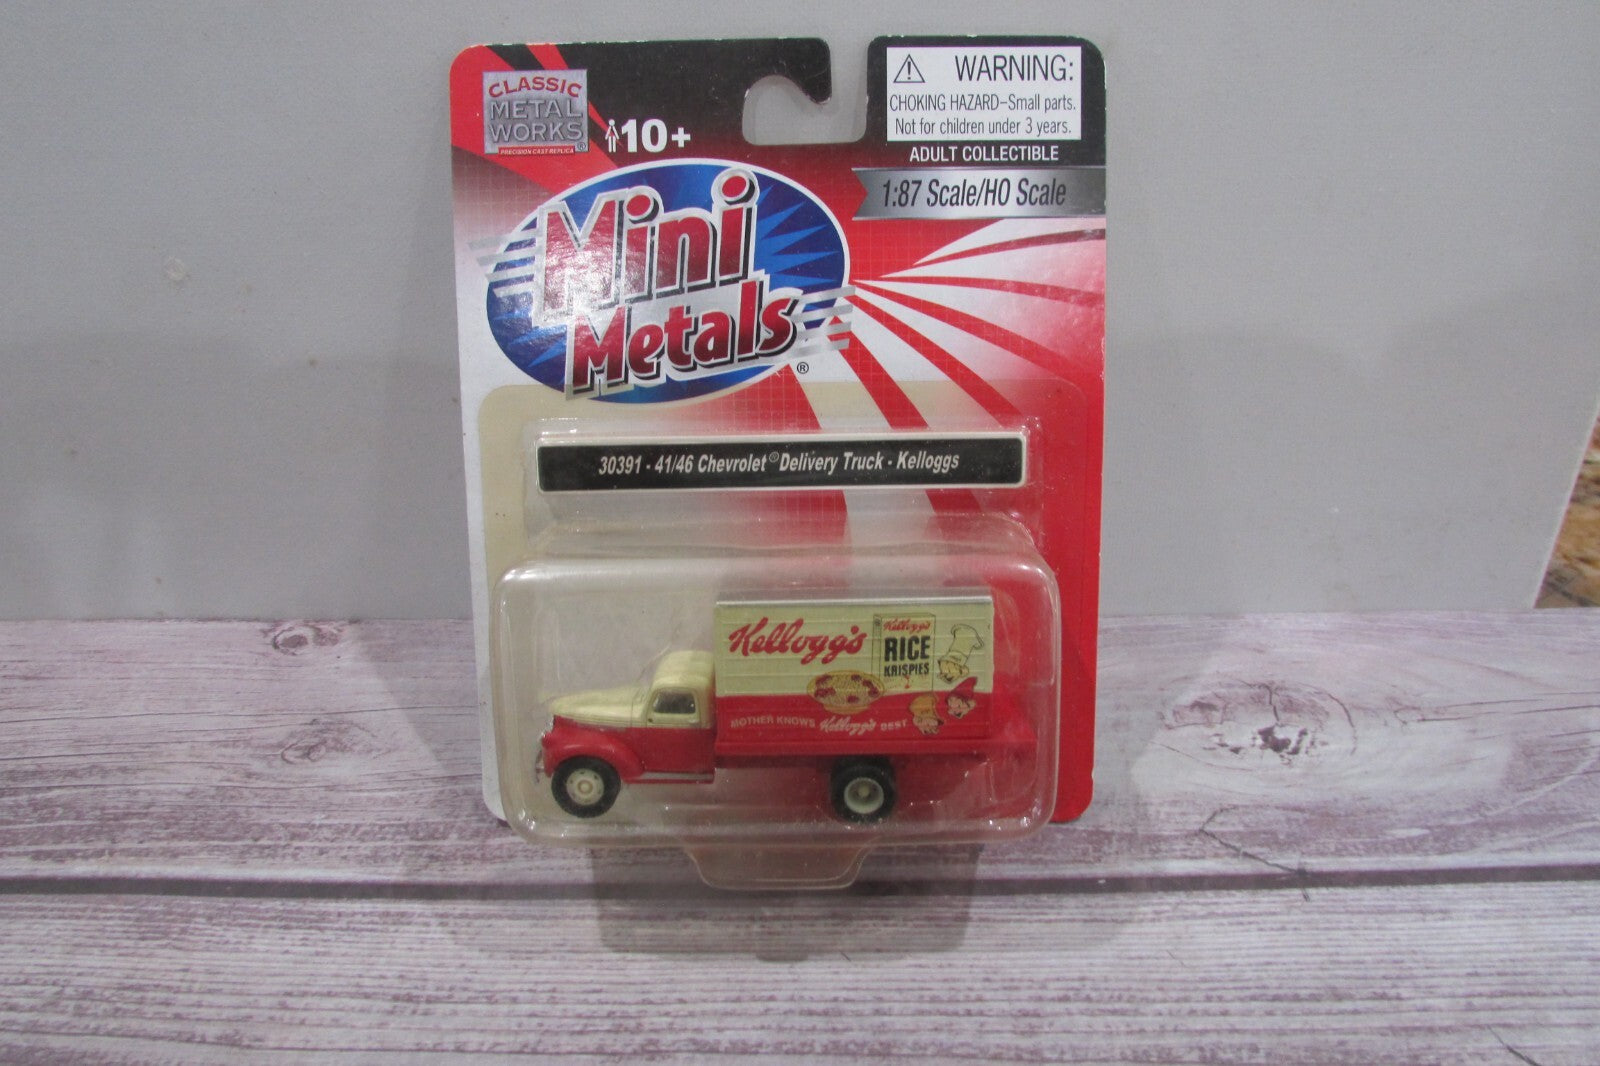 CLASSIC
METAL
WORKS®
PRECISION CAST REPLICA
10+
WARNING:
CHOKING HAZARD–Small parts.
Not for children under 3 years.
ADULT COLLECTIBLE
1:87 Scale/HO Scale
Mini
Metals®
30391 - 41/46 Chevrolet® Delivery Truck - Kelloggs
Kellogg's
Kellogg's
RICE
KRISPIES
MOTHER KNOWS Kellogg's BEST